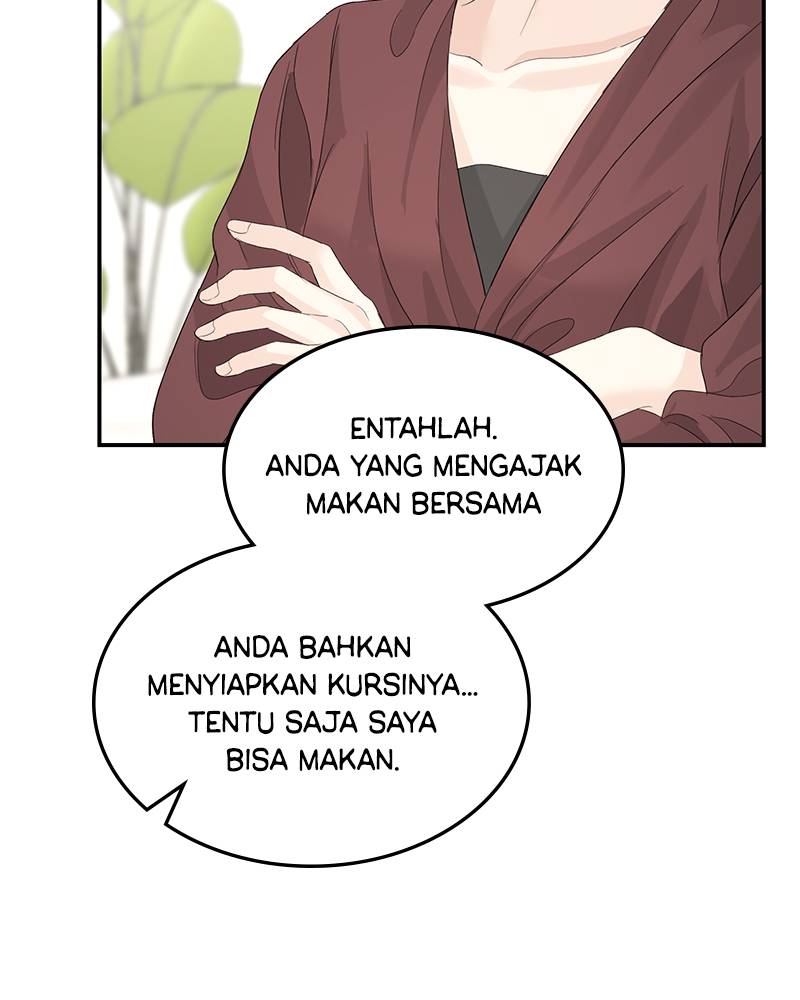 ENTAHLAH.
ANDA YANG MENGAJAK
MAKAN BERSAMA
ANDA BAHKAN
MENYIAPKAN KURSINYA...
TENTU SAJA SAYA
BISA MAKAN.